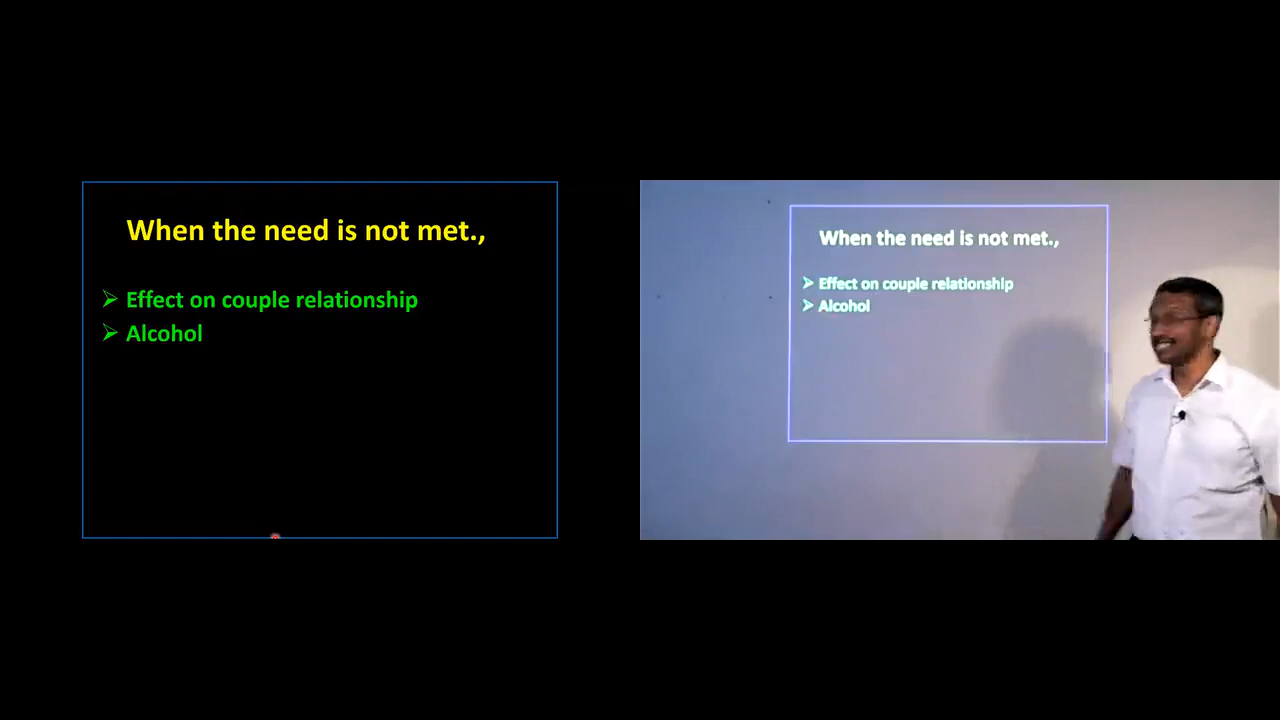 When the need is not met.,
➢ Effect on couple relationship
➢ Alcohol
When the need is not met.,
➢ Effect on couple relationship
➢ Alcohol